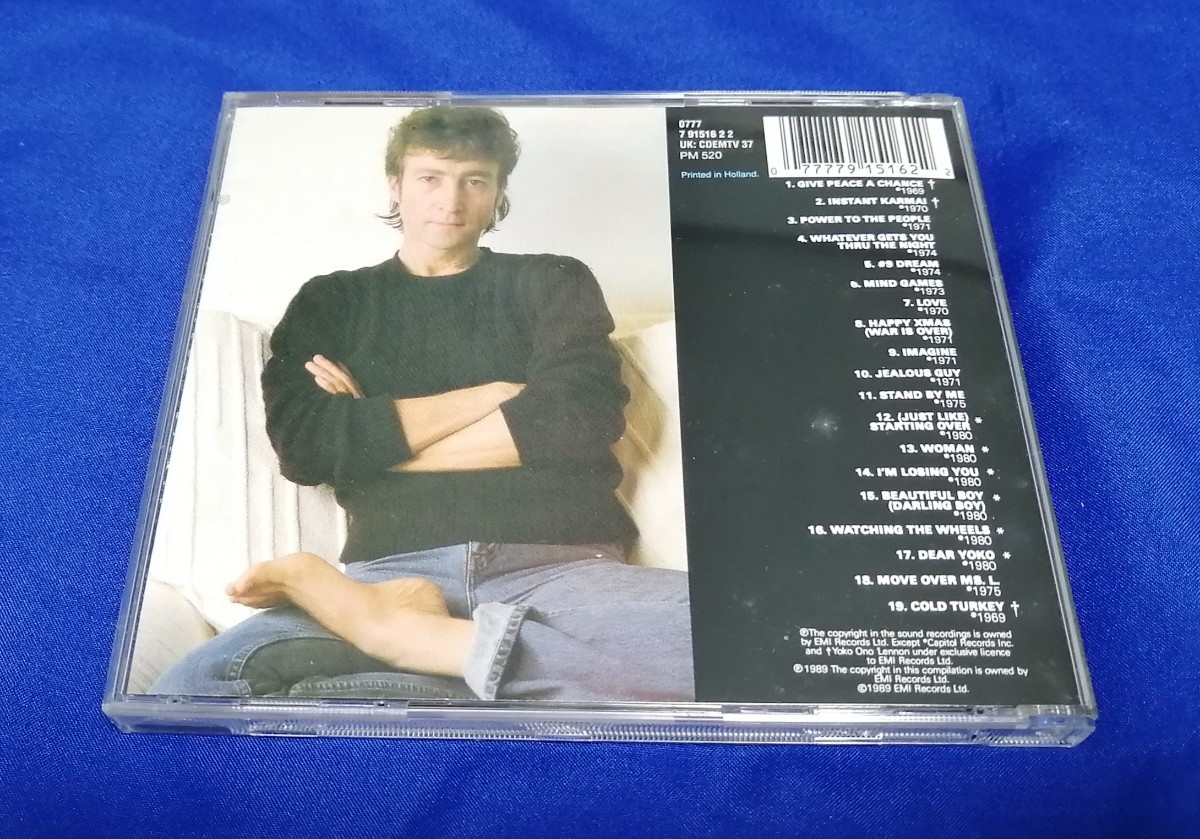 0777
7 91516 2 2
UK: CDEMTV 37
PM 520
Printed in Holland.
0 77779 15162 2
1. GIVE PEACE A CHANCE †
℗1969
2. INSTANT KARMA! †
℗1970
3. POWER TO THE PEOPLE
℗1971
4. WHATEVER GETS YOU
THRU THE NIGHT
℗1974
5. #9 DREAM
℗1974
6. MIND GAMES
℗1973
7. LOVE
℗1970
8. HAPPY XMAS
(WAR IS OVER)
℗1971
9. IMAGINE
℗1971
10. JEALOUS GUY
℗1971
11. STAND BY ME
℗1975
12. (JUST LIKE) *
STARTING OVER
℗1980
13. WOMAN *
℗1980
14. I'M LOSING YOU *
℗1980
15. BEAUTIFUL BOY *
(DARLING BOY)
℗1980
16. WATCHING THE WHEELS *
℗1980
17. DEAR YOKO *
℗1980
18. MOVE OVER MS. L.
℗1975
19. COLD TURKEY †
℗1969
℗The copyright in the sound recordings is owned
by EMI Records Ltd. Except *Capitol Records Inc.
and †Yoko Ono Lennon under exclusive licence
to EMI Records Ltd.
℗1989 The copyright in this compilation is owned by
EMI Records Ltd.
©1989 EMI Records Ltd.